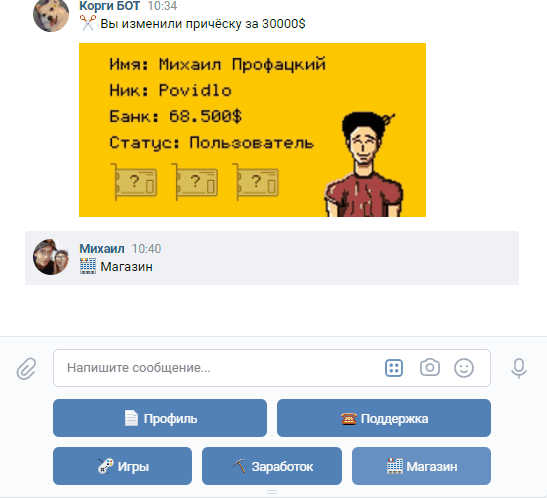 Корги БОТ 10:34
Вы изменили причёску за 30000$
Имя: Михаил Профацкий
Ник: Povidlo
Банк: 68.500$
Статус: Пользователь
? ? ?
Михаил 10:40
Магазин
Напишите сообщение...
Профиль Поддержка
Игры Заработок Магазин